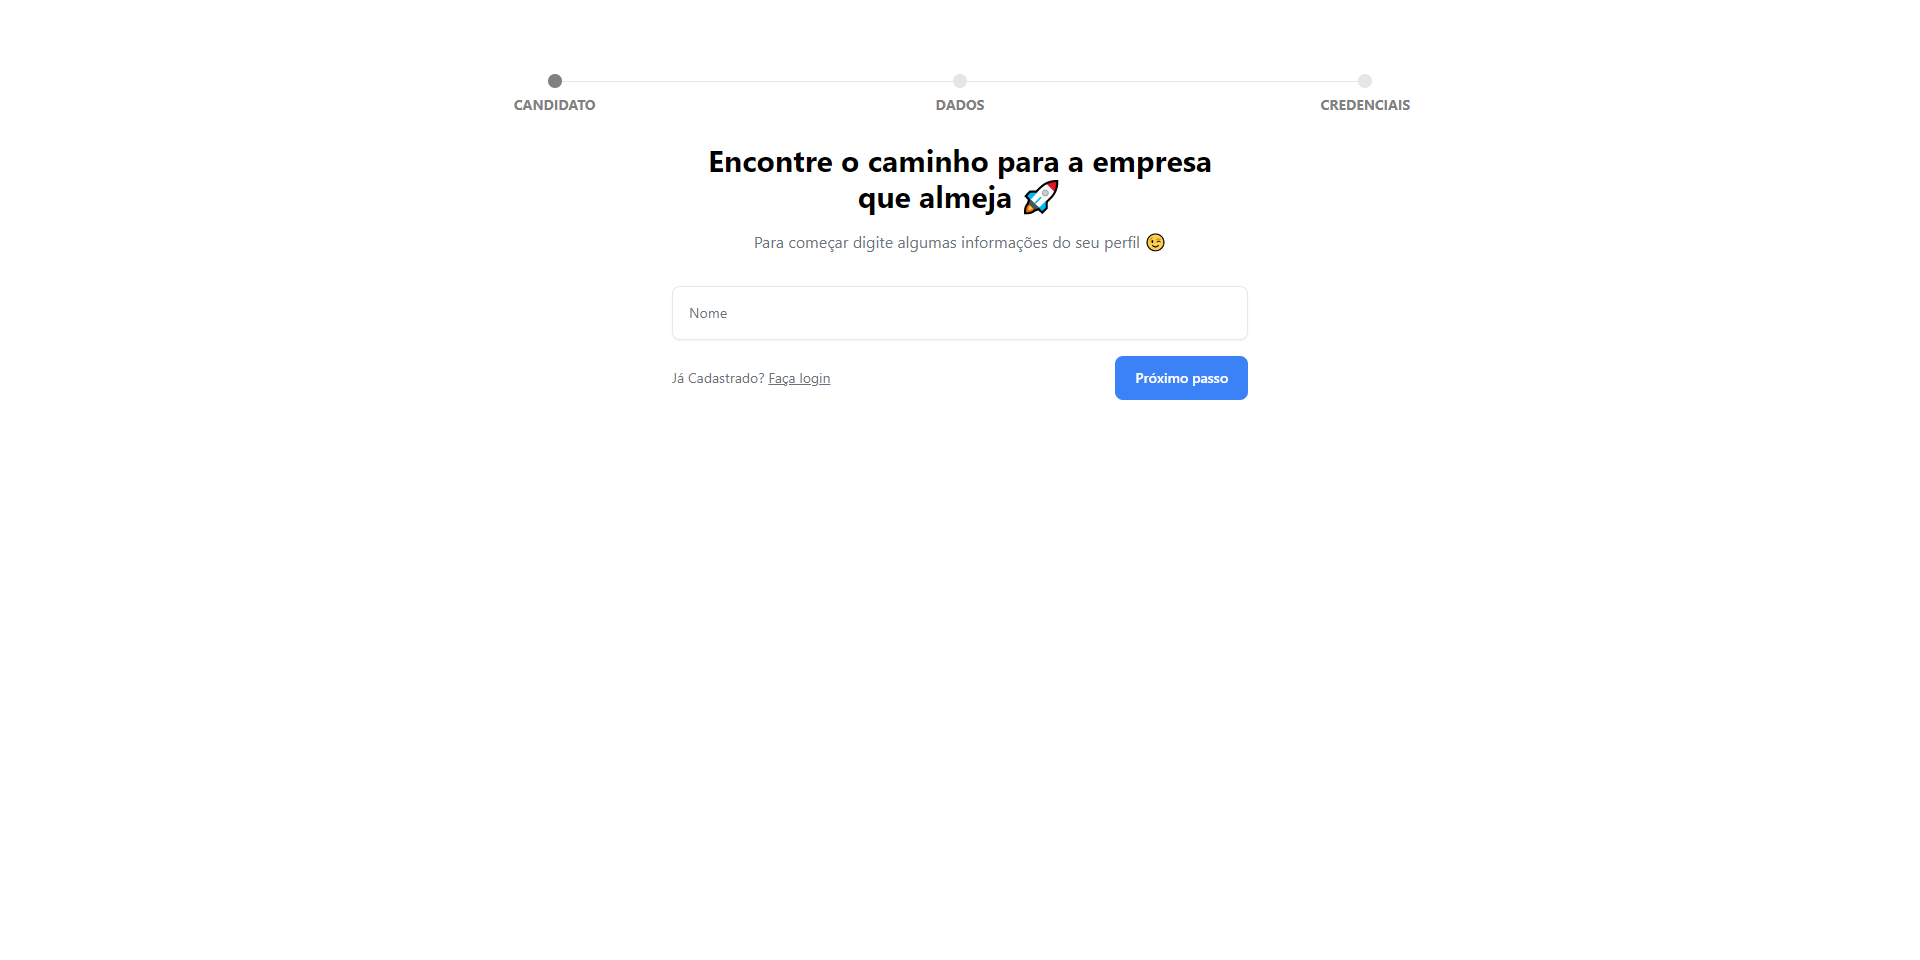 CANDIDATO
DADOS
CREDENCIAIS
Encontre o caminho para a empresa
que almeja 🚀
Para começar digite algumas informações do seu perfil 😉
Nome
Já Cadastrado? Faça login
Próximo passo